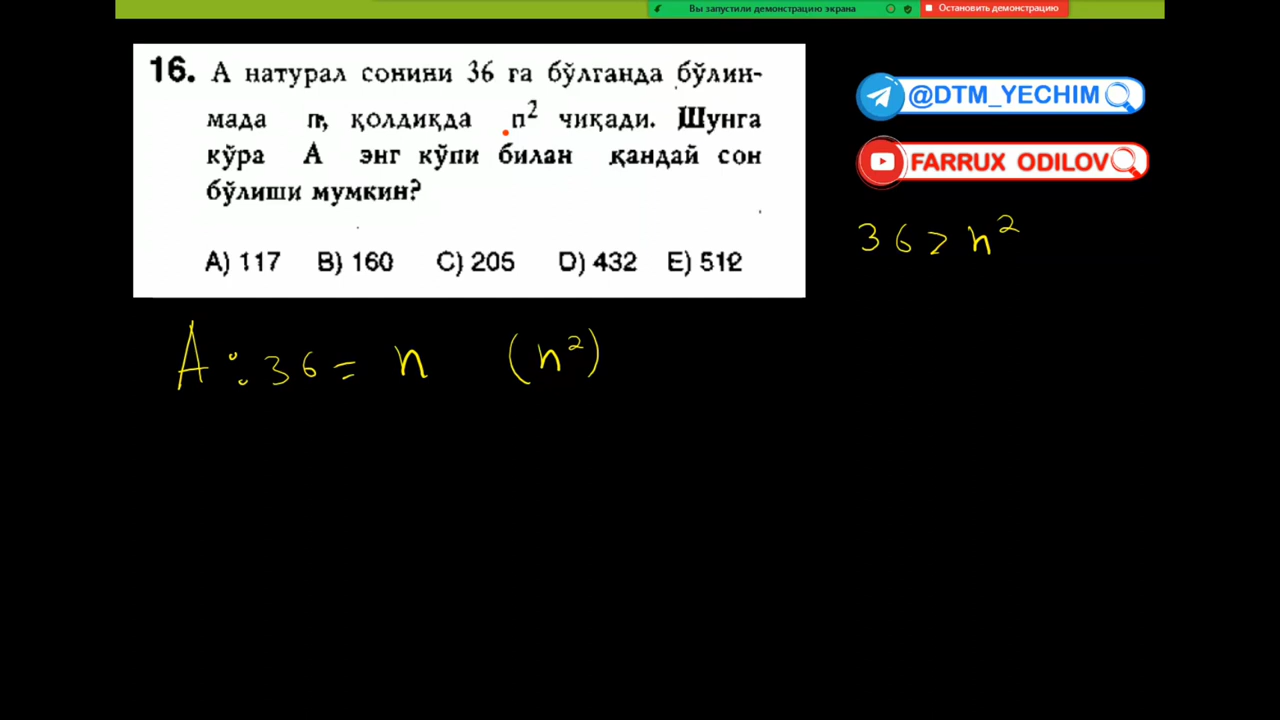 Вы запустили демонстрацию экрана
Остановить демонстрацию
16. А натурал сонини 36 га бўлганда бўлин-
мада n, қолдиқда n² чиқади. Шунга
кўра А энг кўпи билан қандай сон
бўлиши мумкин?
A) 117 B) 160 C) 205 D) 432 E) 512
@DTM_YECHIM
FARRUX ODILOV
36 > n²
A : 36 = n (n²)